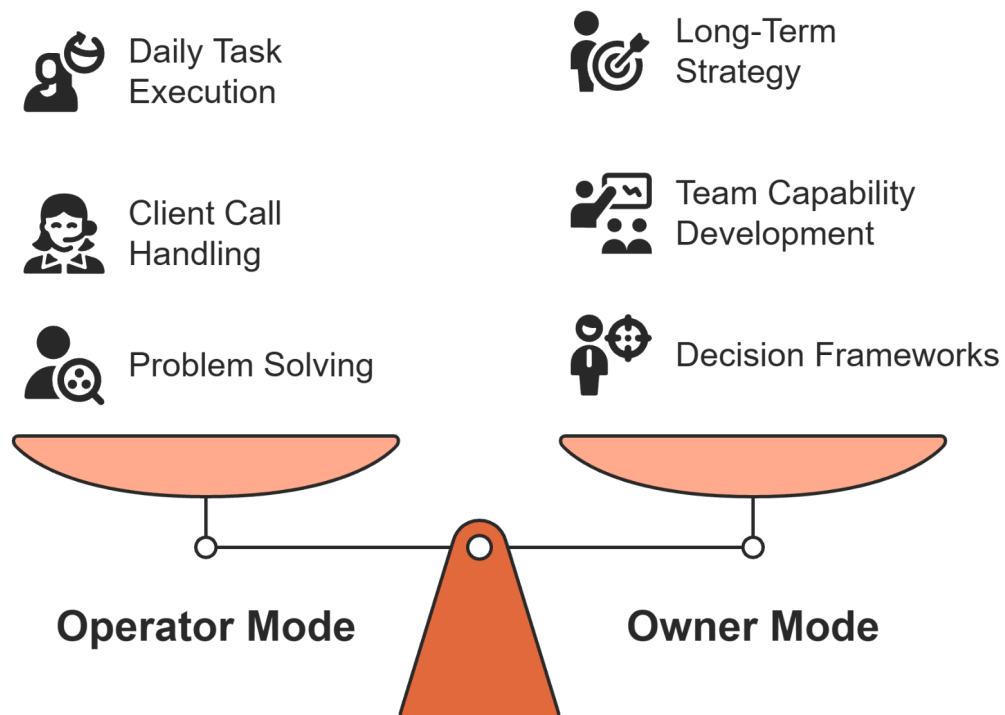 Daily Task
Execution
Client Call
Handling
Problem Solving
Operator Mode
Long-Term
Strategy
Team Capability
Development
Decision Frameworks
Owner Mode